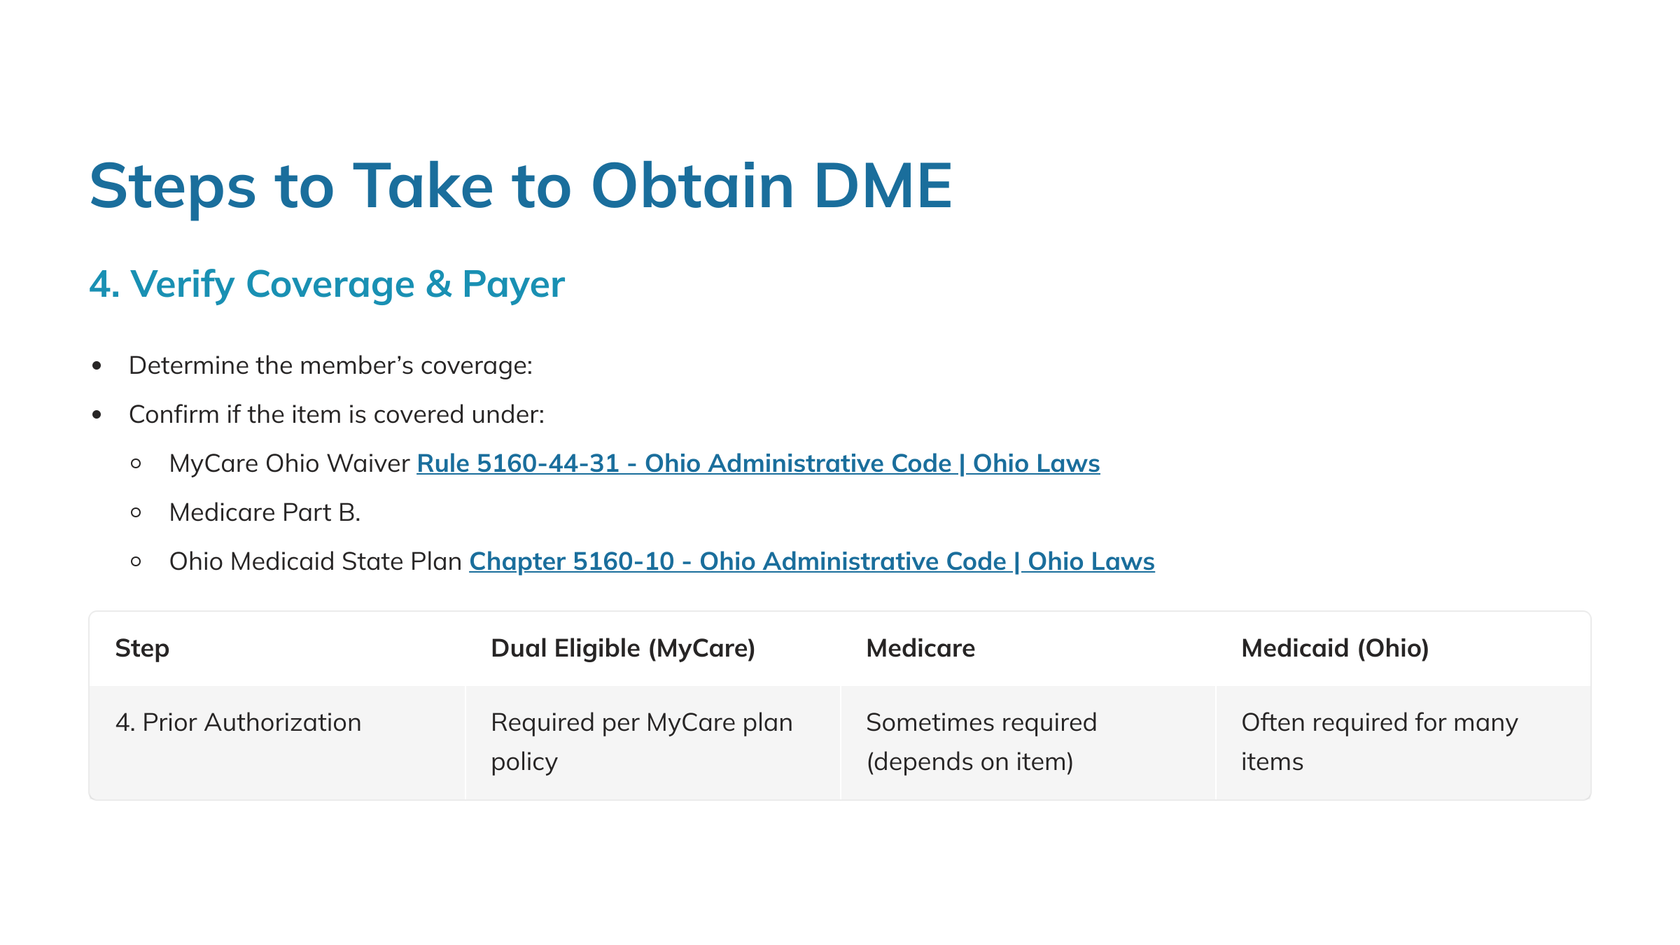 Steps to Take to Obtain DME
4. Verify Coverage & Payer
• Determine the member’s coverage:
• Confirm if the item is covered under:
○ MyCare Ohio Waiver Rule 5160-44-31 - Ohio Administrative Code | Ohio Laws
○ Medicare Part B.
○ Ohio Medicaid State Plan Chapter 5160-10 - Ohio Administrative Code | Ohio Laws
Step Dual Eligible (MyCare) Medicare Medicaid (Ohio)
4. Prior Authorization Required per MyCare plan Sometimes required Often required for many
policy (depends on item) items